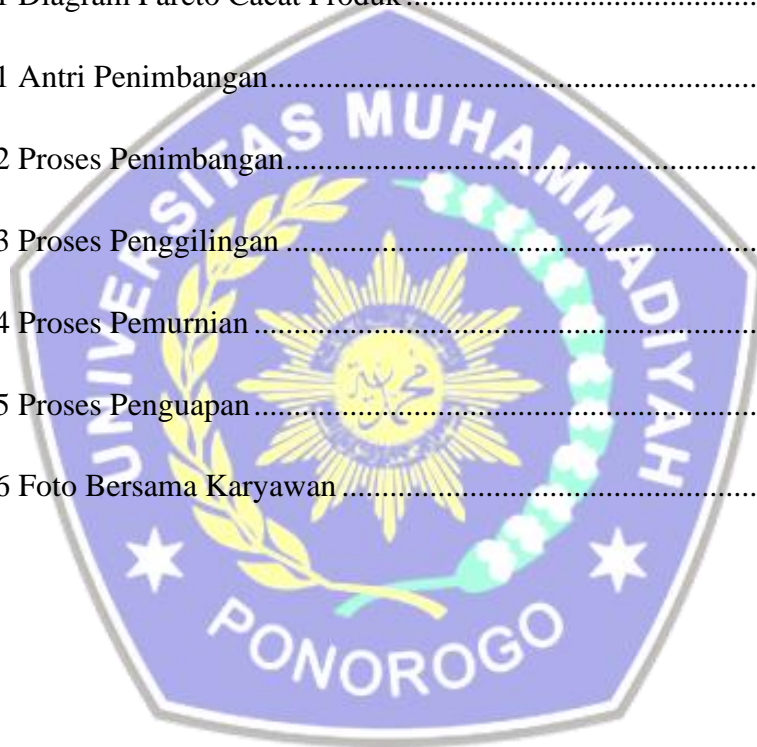 1 Diagram Pareto Cacat Produk..........................................
1 Antri Penimbangan..........................................................
2 Proses Penimbangan........................................................
3 Proses Penggilingan ........................................................
4 Proses Pemurnian ............................................................
5 Proses Penguapan ............................................................
6 Foto Bersama Karyawan .................................................
UNIVERSITAS MUHAMMADIYAH
PONOROGO
محمدية